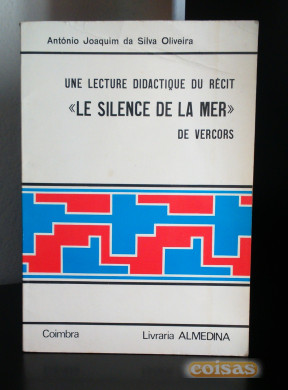 António Joaquim da Silva Oliveira
UNE LECTURE DIDACTIQUE DU RÉCIT
«LE SILENCE DE LA MER»
DE VERCORS
Coimbra Livraria ALMEDINA
coisas